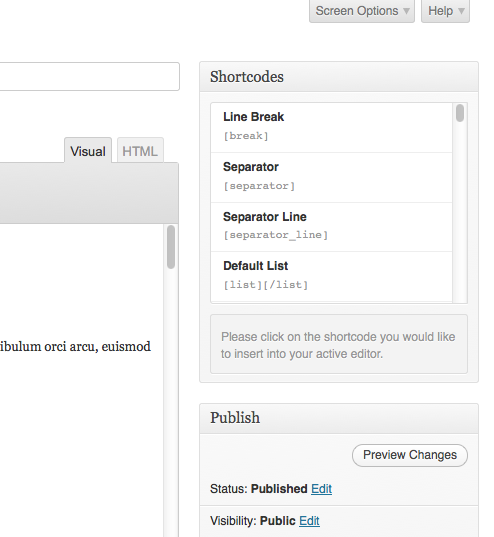 Screen Options Help
Shortcodes
Line Break
[break]
Separator
[separator]
Separator Line
[separator_line]
Default List
[list][/list]
Please click on the shortcode you would like
to insert into your active editor.
Visual HTML
ibulum orci arcu, euismod
Publish
Preview Changes
Status: Published Edit
Visibility: Public Edit